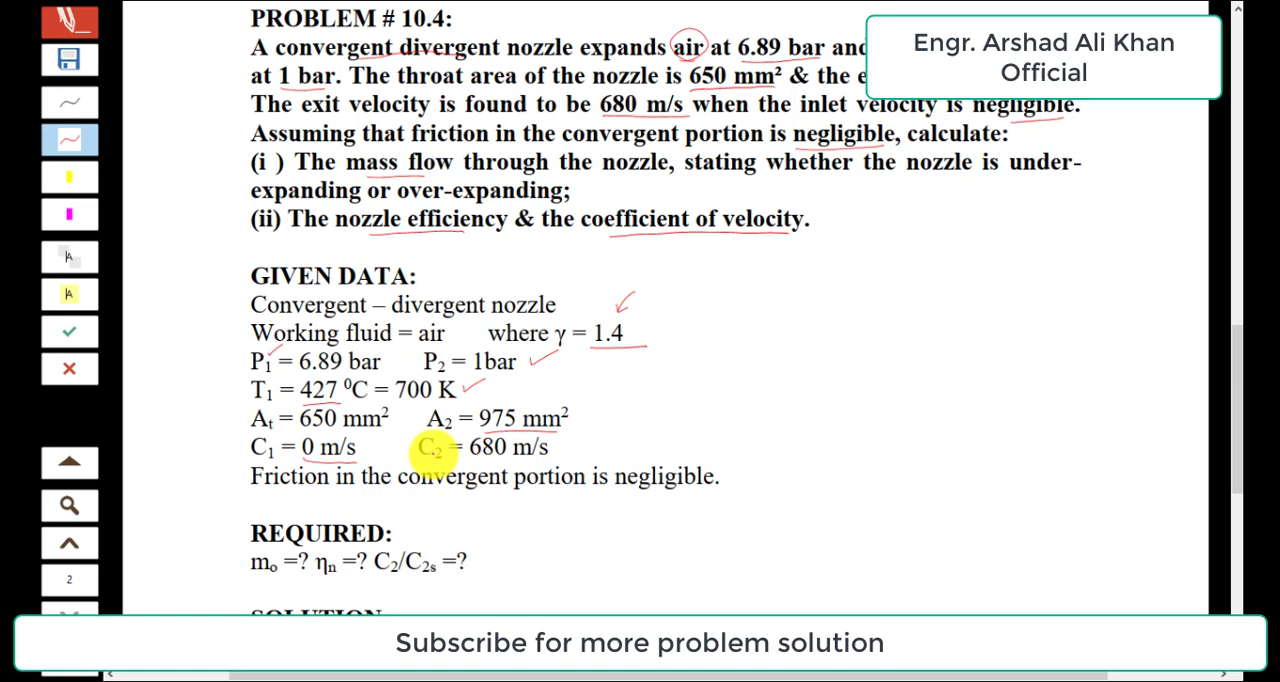 PROBLEM # 10.4:
A convergent divergent nozzle expands air at 6.89 bar and
at 1 bar. The throat area of the nozzle is 650 mm² & the e
The exit velocity is found to be 680 m/s when the inlet velocity is negligible.
Assuming that friction in the convergent portion is negligible, calculate:
(i ) The mass flow through the nozzle, stating whether the nozzle is under-
expanding or over-expanding;
(ii) The nozzle efficiency & the coefficient of velocity.
Engr. Arshad Ali Khan
Official
GIVEN DATA:
Convergent – divergent nozzle
Working fluid = air where γ = 1.4
P₁ = 6.89 bar P₂ = 1bar
T₁ = 427 ⁰C = 700 K
Aₜ = 650 mm² A₂ = 975 mm²
C₁ = 0 m/s C₂ = 680 m/s
Friction in the convergent portion is negligible.
REQUIRED:
mₒ =? ηₙ =? C₂/C₂ₛ =?
SOLUTION
Subscribe for more problem solution
2